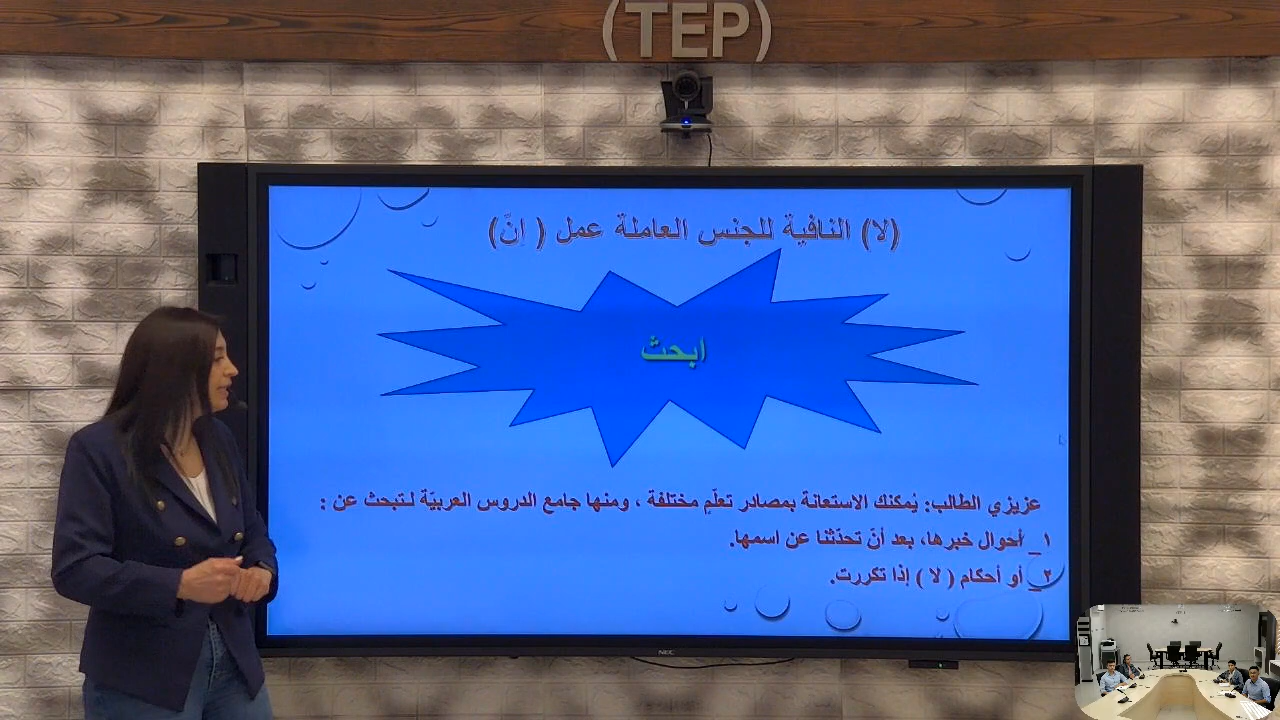 (TEP)
(لا) النافية للجنس العاملة عمل ( إنّ)
ابحث
عزيزي الطالب: يُمكنك الاستعانة بمصادر تعلّم مختلفة ، ومنها جامع الدروس العربيّة لتبحث عن :
١_ أحوال خبرها، بعد أنّ تحدّثنا عن اسمها.
٢_ أو أحكام ( لا ) إذا تكررت.
NEC